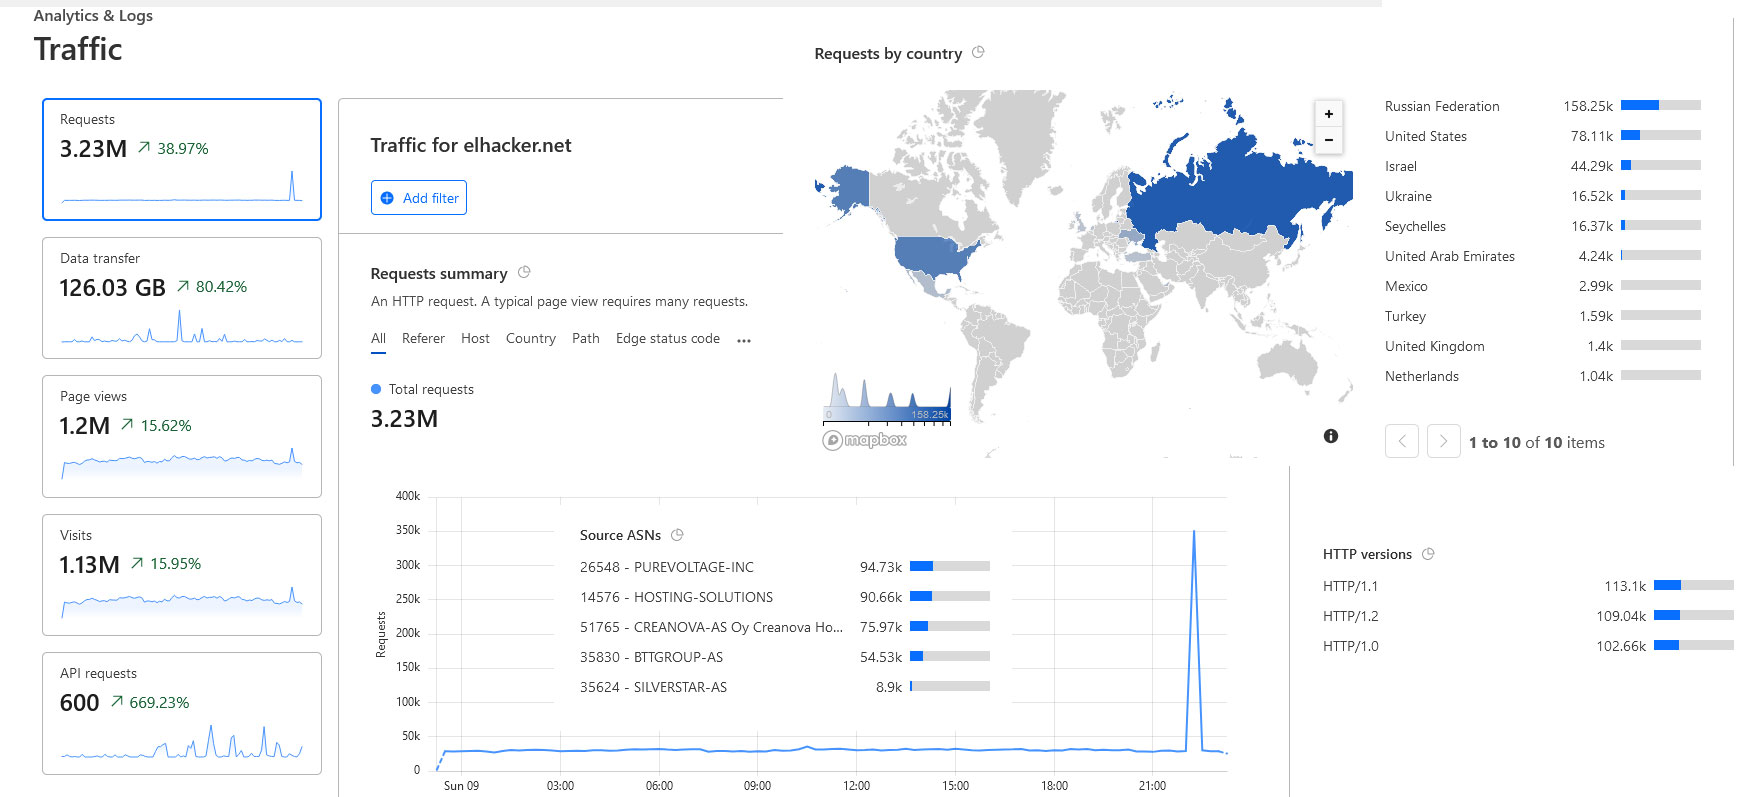 Analytics & Logs
Traffic
Requests
3.23M 38.97%
Data transfer
126.03 GB 80.42%
Page views
1.2M 15.62%
Visits
1.13M 15.95%
API requests
600 669.23%
Traffic for elhacker.net
Add filter
Requests summary
An HTTP request. A typical page view requires many requests.
All Referer Host Country Path Edge status code ...
Total requests
3.23M
Requests by country
+
−
0 158.25k
mapbox
Russian Federation 158.25k
United States 78.11k
Israel 44.29k
Ukraine 16.52k
Seychelles 16.37k
United Arab Emirates 4.24k
Mexico 2.99k
Turkey 1.59k
United Kingdom 1.4k
Netherlands 1.04k
1 to 10 of 10 items
Requests
400k
350k
300k
250k
200k
150k
100k
50k
0
Sun 09 03:00 06:00 09:00 12:00 15:00 18:00 21:00
Source ASNs
26548 - PUREVOLTAGE-INC 94.73k
14576 - HOSTING-SOLUTIONS 90.66k
51765 - CREANOVA-AS Oy Creanova Ho... 75.97k
35830 - BTTGROUP-AS 54.53k
35624 - SILVERSTAR-AS 8.9k
HTTP versions
HTTP/1.1 113.1k
HTTP/1.2 109.04k
HTTP/1.0 102.66k